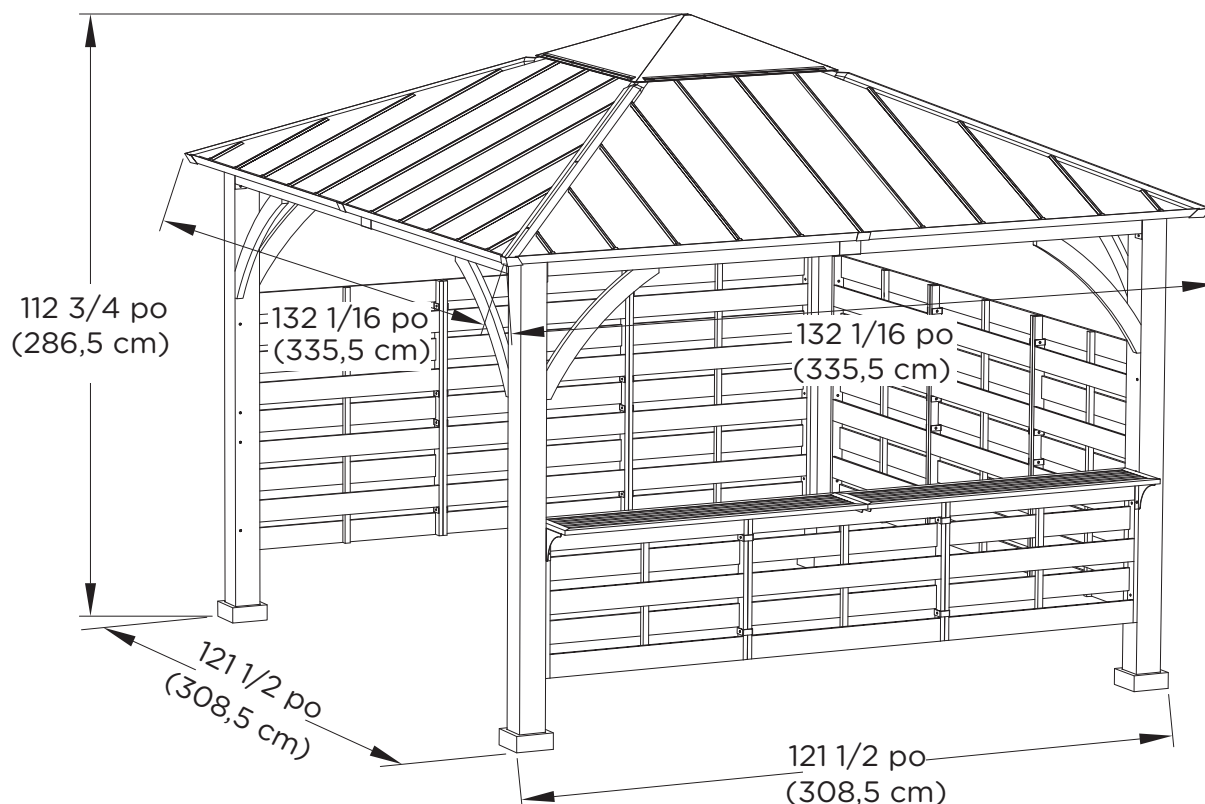 112 3/4 po
(286,5 cm)
132 1/16 po
(335,5 cm)
132 1/16 po
(335,5 cm)
121 1/2 po
(308,5 cm)
121 1/2 po
(308,5 cm)